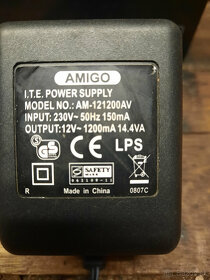 AMIGO
I.T.E. POWER SUPPLY
MODEL NO.: AM-121200AV
INPUT: 230V~ 50Hz 150mA
OUTPUT:12V~ 1200mA 14.4VA
GS CE LPS
SAFETY
R Made in China 0807C